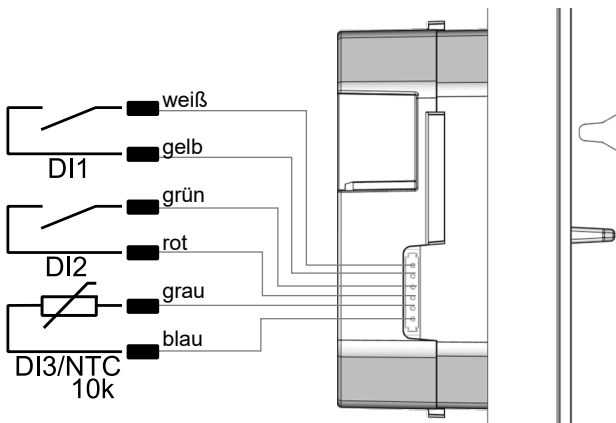 weiß
gelb
DI1
grün
rot
DI2
grau
blau
DI3/NTC
10k